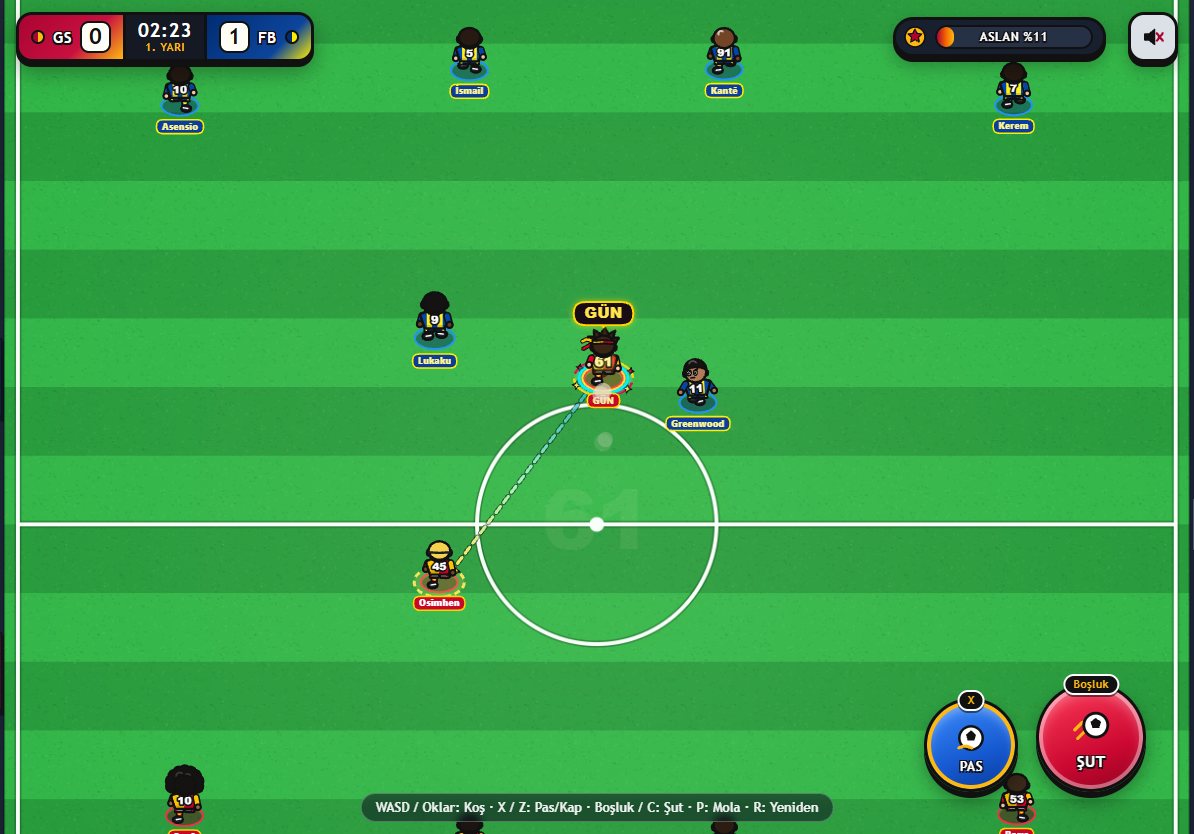 GS 0
02:23
1. YARI
1 FB
ASLAN %11
5
İsmail
91
Kanté
10
Asensio
7
Kerem
9
Lukaku
GÜN
61
GÜN
11
Greenwood
61
45
Osimhen
X
PAS
Boşluk
ŞUT
10
53
WASD / Oklar: Koş · X / Z: Pas/Kap · Boşluk / C: Şut · P: Mola · R: Yeniden